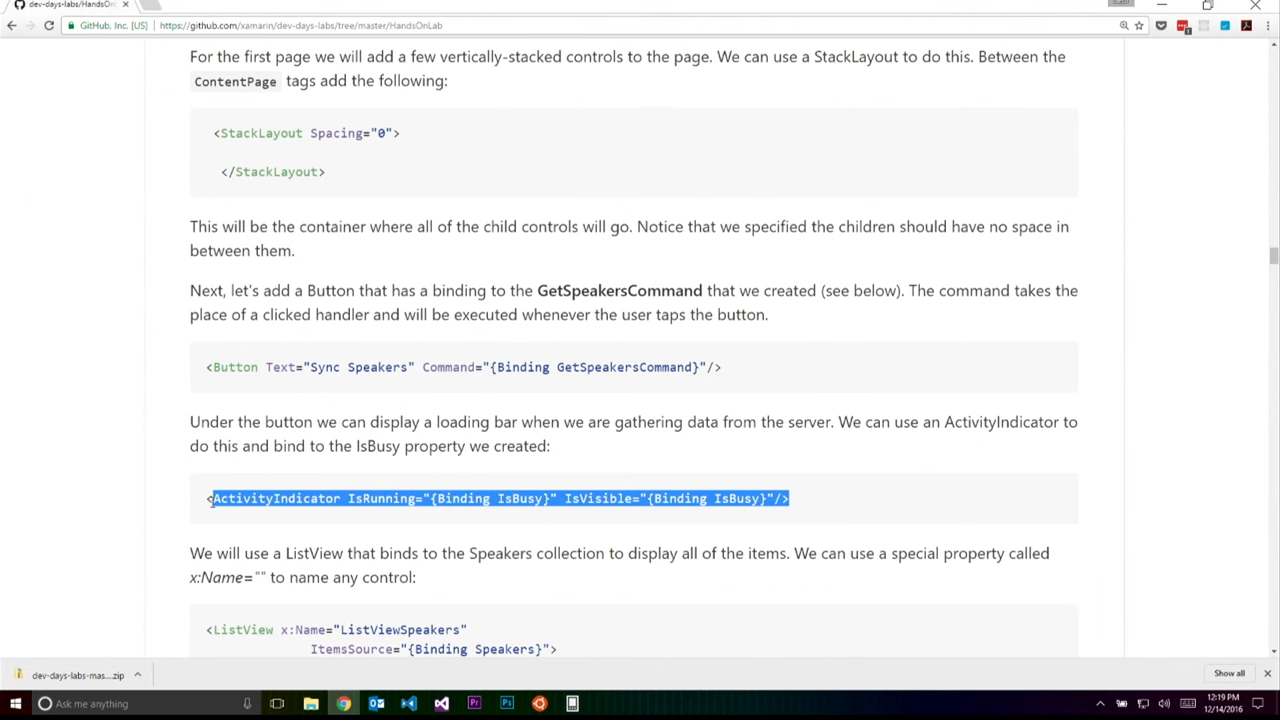 dev-days-labs/HandsOnL
GitHub, Inc. [US]
https://github.com/xamarin/dev-days-labs/tree/master/HandsOnLab
For the first page we will add a few vertically-stacked controls to the page. We can use a StackLayout to do this. Between the
ContentPage tags add the following:
<StackLayout Spacing="0">
</StackLayout>
This will be the container where all of the child controls will go. Notice that we specified the children should have no space in
between them.
Next, let's add a Button that has a binding to the GetSpeakersCommand that we created (see below). The command takes the
place of a clicked handler and will be executed whenever the user taps the button.
<Button Text="Sync Speakers" Command="{Binding GetSpeakersCommand}"/>
Under the button we can display a loading bar when we are gathering data from the server. We can use an ActivityIndicator to
do this and bind to the IsBusy property we created:
<ActivityIndicator IsRunning="{Binding IsBusy}" IsVisible="{Binding IsBusy}"/>
We will use a ListView that binds to the Speakers collection to display all of the items. We can use a special property called
x:Name="" to name any control:
<ListView x:Name="ListViewSpeakers"
ItemsSource="{Binding Speakers}">
dev-days-labs-mas....zip
Show all
Ask me anything
Pr
Ps
12:19 PM
12/14/2016